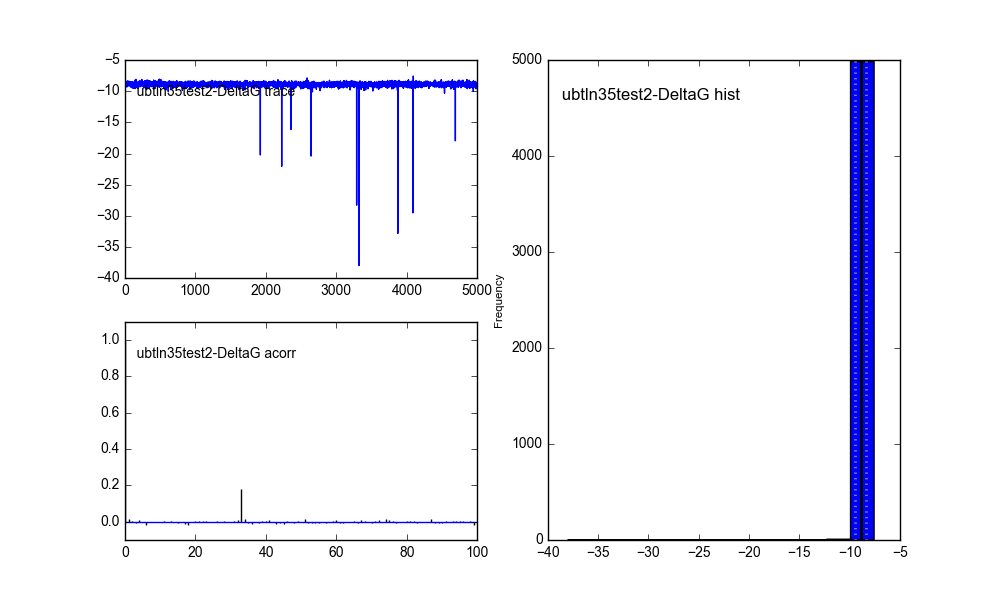 −5
−10
−15
−20
−25
−30
−35
−40
ubtln35test2-DeltaG trace
0 1000 2000 3000 4000 5000
1.0
0.8
0.6
0.4
0.2
0.0
ubtln35test2-DeltaG acorr
0 20 40 60 80 100
Frequency
5000
4000
3000
2000
1000
0
ubtln35test2-DeltaG hist
−40 −35 −30 −25 −20 −15 −10 −5